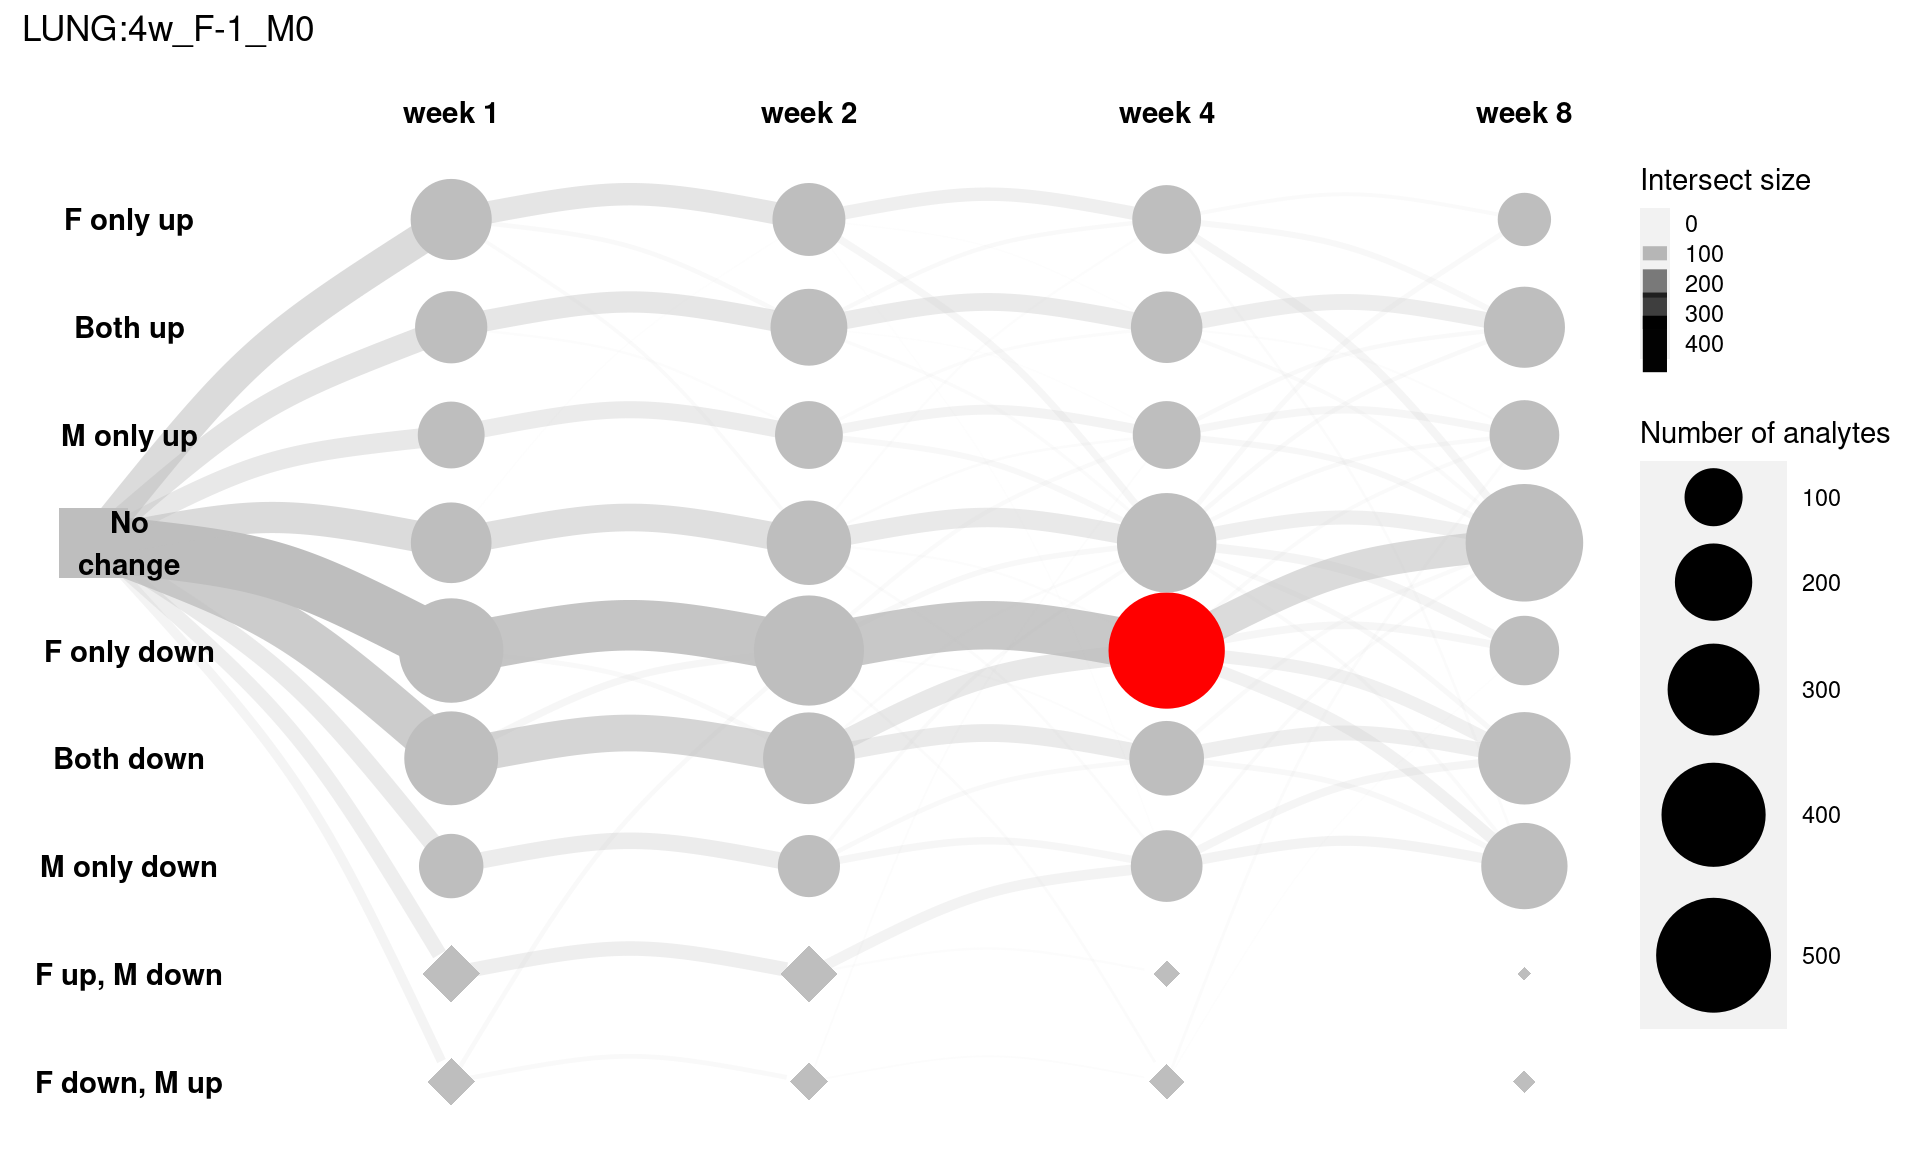 LUNG:4w_F-1_M0
week 1
week 2
week 4
week 8
F only up
Both up
M only up
No
change
F only down
Both down
M only down
F up, M down
F down, M up
Intersect size
0
100
200
300
400
Number of analytes
100
200
300
400
500